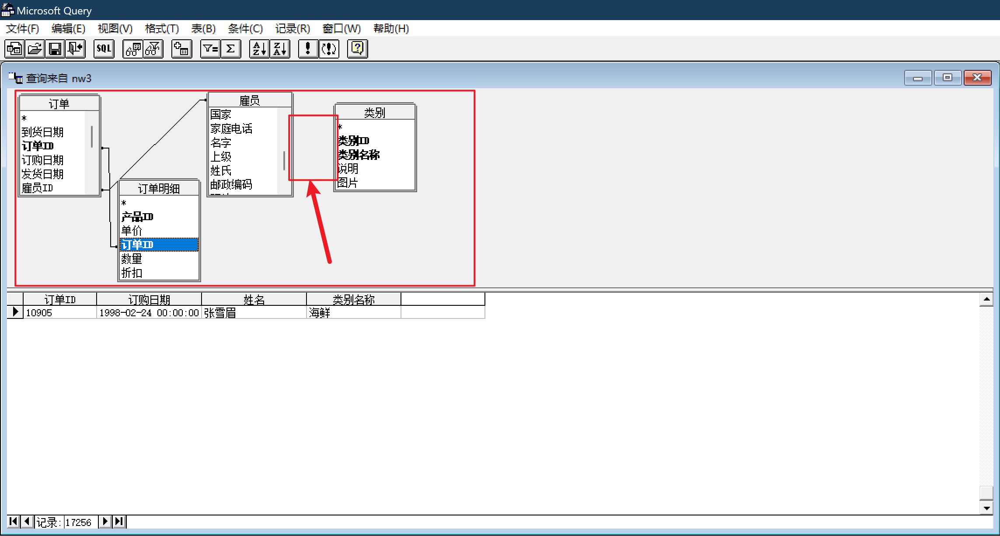 Microsoft Query
文件(F) 编辑(E) 视图(V) 格式(T) 表(B) 条件(C) 记录(R) 窗口(W) 帮助(H)
SQL
查询来自 nw3
订单
*
到货日期
订单ID
订购日期
发货日期
雇员ID
订单明细
*
产品ID
单价
订单ID
数量
折扣
雇员
国家
家庭电话
名字
上级
姓氏
邮政编码
类别
*
类别ID
类别名称
说明
图片
订单ID 订购日期 姓名 类别名称
10905 1998-02-24 00:00:00 张雪眉 海鲜
记录: 17256